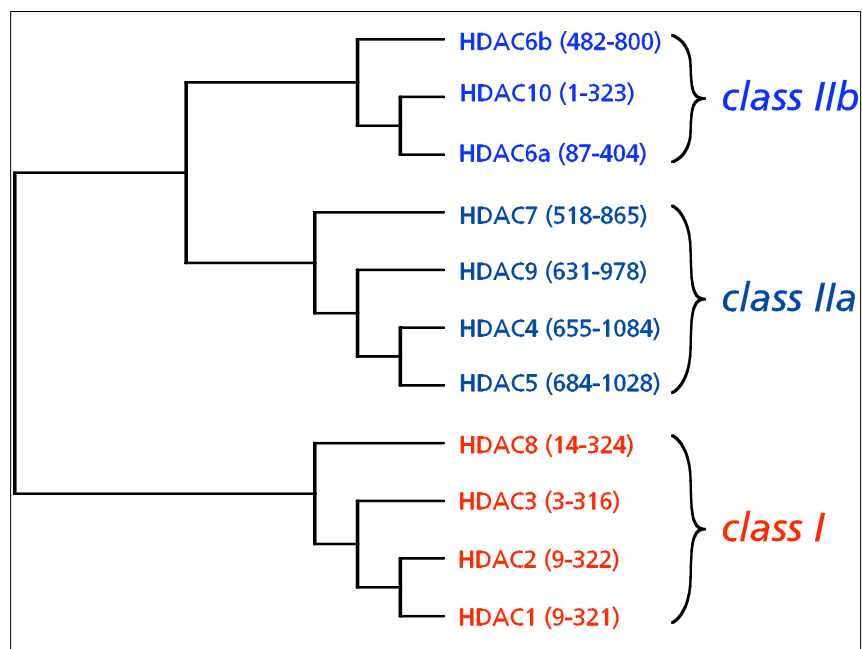 HDAC6b (482-800)
HDAC10 (1-323)
class IIb
HDAC6a (87-404)
HDAC7 (518-865)
HDAC9 (631-978)
class IIa
HDAC4 (655-1084)
HDAC5 (684-1028)
HDAC8 (14-324)
HDAC3 (3-316)
class I
HDAC2 (9-322)
HDAC1 (9-321)